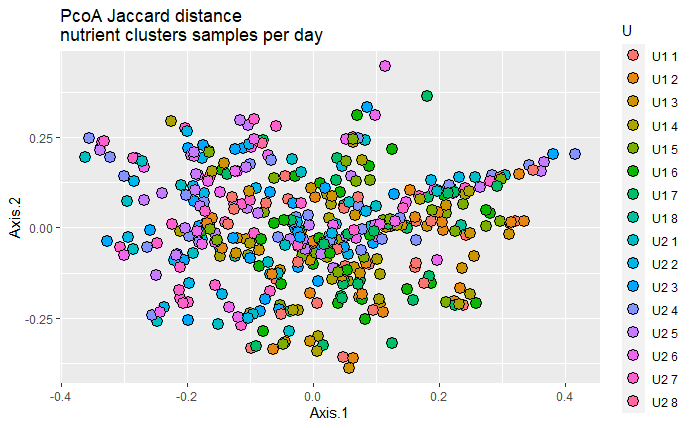 PcoA Jaccard distance
nutrient clusters samples per day
U
U1 1
U1 2
U1 3
U1 4
U1 5
U1 6
U1 7
U1 8
U2 1
U2 2
U2 3
U2 4
U2 5
U2 6
U2 7
U2 8
Axis.2
0.25
0.00
-0.25
-0.4
-0.2
0.0
0.2
0.4
Axis.1